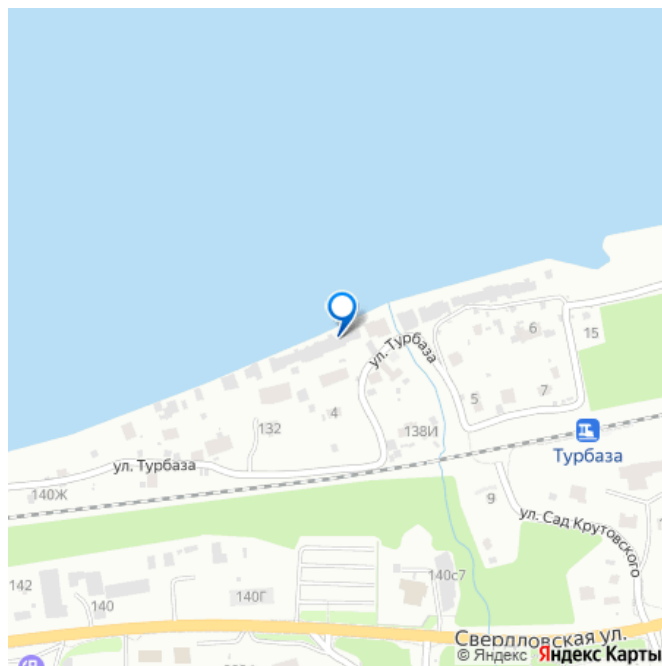 ул. Турбаза
6
15
5
7
4
132
138И
Турбаза
ул. Турбаза
140Ж
9
ул. Сад Крутовского
142
140с7
140
140Г
Свердловская ул.
© Яндекс Яндекс Карты